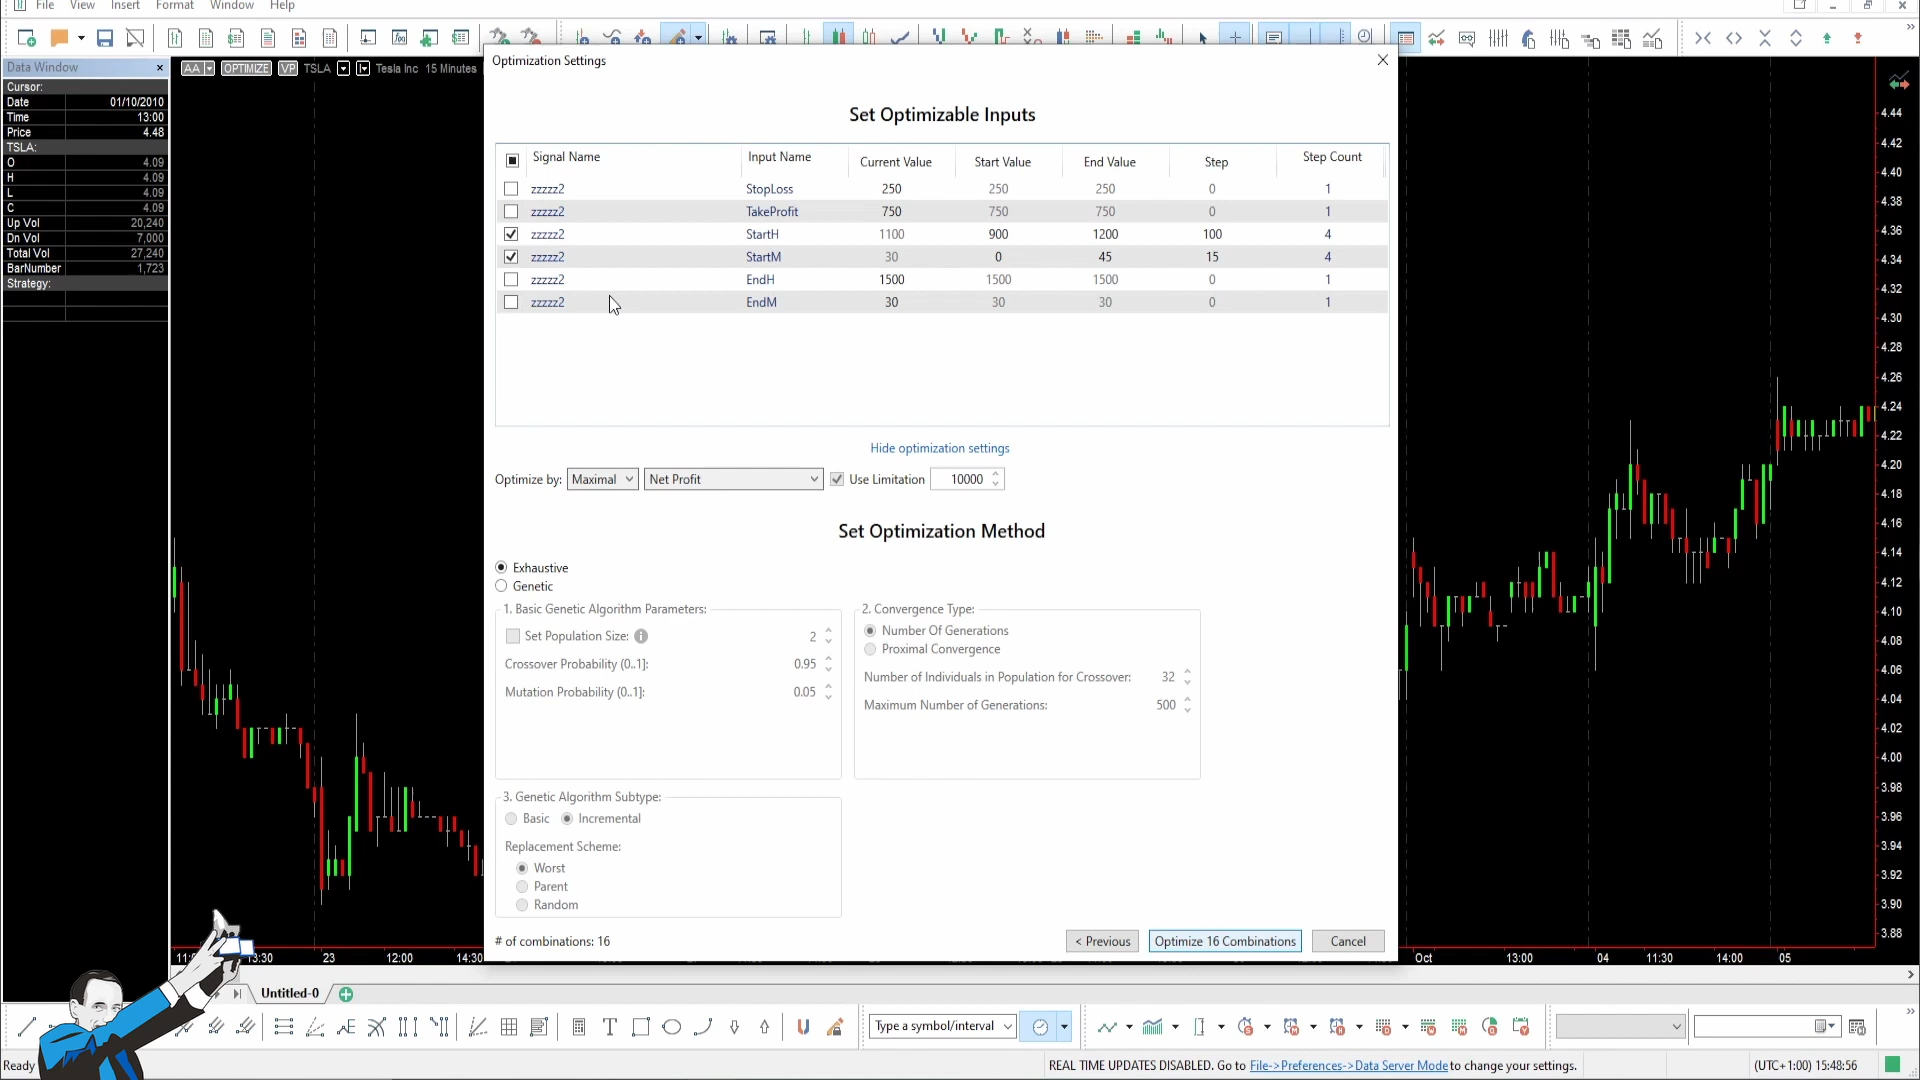 File View Insert Format Window Help
Data Window ×
AA OPTIMIZE VP TSLA Tesla Inc 15 Minutes
Cursor:
Date 01/10/2010
Time 13:00
Price 4.48
TSLA:
O 4.09
H 4.09
L 4.09
C 4.09
Up Vol 20,240
Dn Vol 7,000
Total Vol 27,240
BarNumber 1,723
Strategy:
Optimization Settings
Set Optimizable Inputs
Signal Name Input Name Current Value Start Value End Value Step Step Count
zzzzz2 StopLoss 250 250 250 0 1
zzzzz2 TakeProfit 750 750 750 0 1
zzzzz2 StartH 1100 900 1200 100 4
zzzzz2 StartM 30 0 45 15 4
zzzzz2 EndH 1500 1500 1500 0 1
zzzzz2 EndM 30 30 30 0 1
Hide optimization settings
Optimize by: Maximal Net Profit Use Limitation 10000
Set Optimization Method
Exhaustive
Genetic
1. Basic Genetic Algorithm Parameters:
Set Population Size: 2
Crossover Probability (0..1): 0.95
Mutation Probability (0..1): 0.05
2. Convergence Type:
Number Of Generations
Proximal Convergence
Number of Individuals in Population for Crossover: 32
Maximum Number of Generations: 500
3. Genetic Algorithm Subtype:
Basic Incremental
Replacement Scheme:
Worst
Parent
Random
# of combinations: 16
< Previous Optimize 16 Combinations Cancel
4.44
4.42
4.40
4.38
4.36
4.34
4.32
4.30
4.28
4.26
4.24
4.22
4.20
4.18
4.16
4.14
4.12
4.10
4.08
4.06
4.04
4.02
4.00
3.98
3.96
3.94
3.92
3.90
3.88
23 12:00 14:30 Oct 13:00 04 11:30 14:00 05
Untitled-0
Type a symbol/interval
Ready
REAL TIME UPDATES DISABLED. Go to File->Preferences->Data Server Mode to change your settings.
(UTC+1:00) 15:48:56